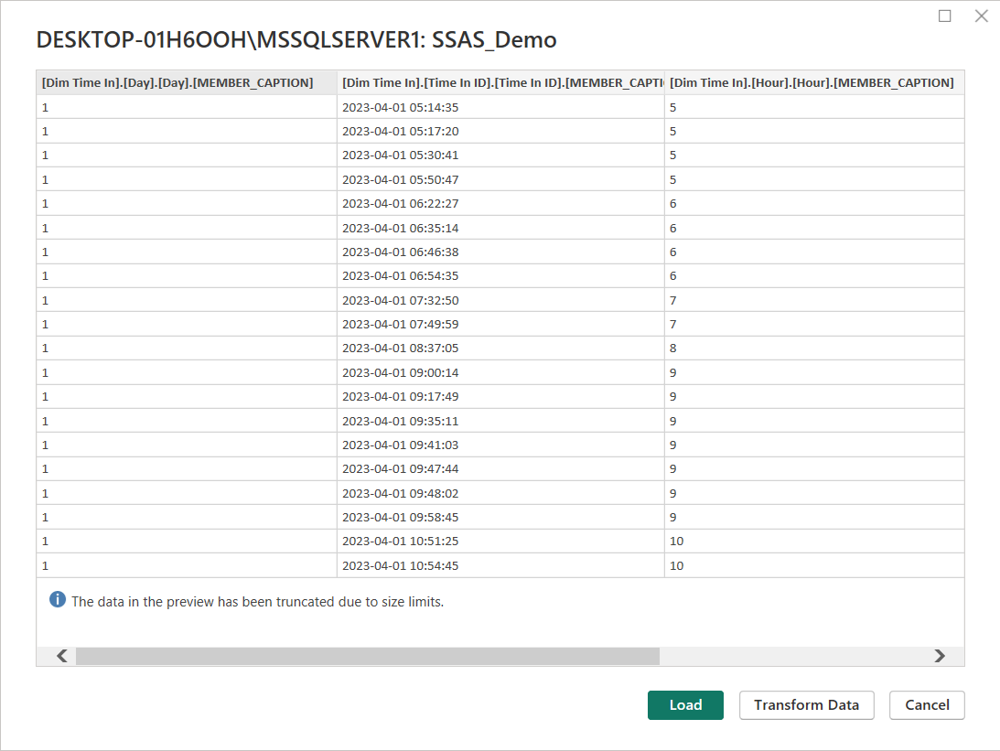 DESKTOP-01H6OOH\MSSQLSERVER1: SSAS_Demo
[Dim Time In].[Day].[Day].[MEMBER_CAPTION] [Dim Time In].[Time In ID].[Time In ID].[MEMBER_CAPTI [Dim Time In].[Hour].[Hour].[MEMBER_CAPTION]
1 2023-04-01 05:14:35 5
1 2023-04-01 05:17:20 5
1 2023-04-01 05:30:41 5
1 2023-04-01 05:50:47 5
1 2023-04-01 06:22:27 6
1 2023-04-01 06:35:14 6
1 2023-04-01 06:46:38 6
1 2023-04-01 06:54:35 6
1 2023-04-01 07:32:50 7
1 2023-04-01 07:49:59 7
1 2023-04-01 08:37:05 8
1 2023-04-01 09:00:14 9
1 2023-04-01 09:17:49 9
1 2023-04-01 09:35:11 9
1 2023-04-01 09:41:03 9
1 2023-04-01 09:47:44 9
1 2023-04-01 09:48:02 9
1 2023-04-01 09:58:45 9
1 2023-04-01 10:51:25 10
1 2023-04-01 10:54:45 10
The data in the preview has been truncated due to size limits.
Load Transform Data Cancel